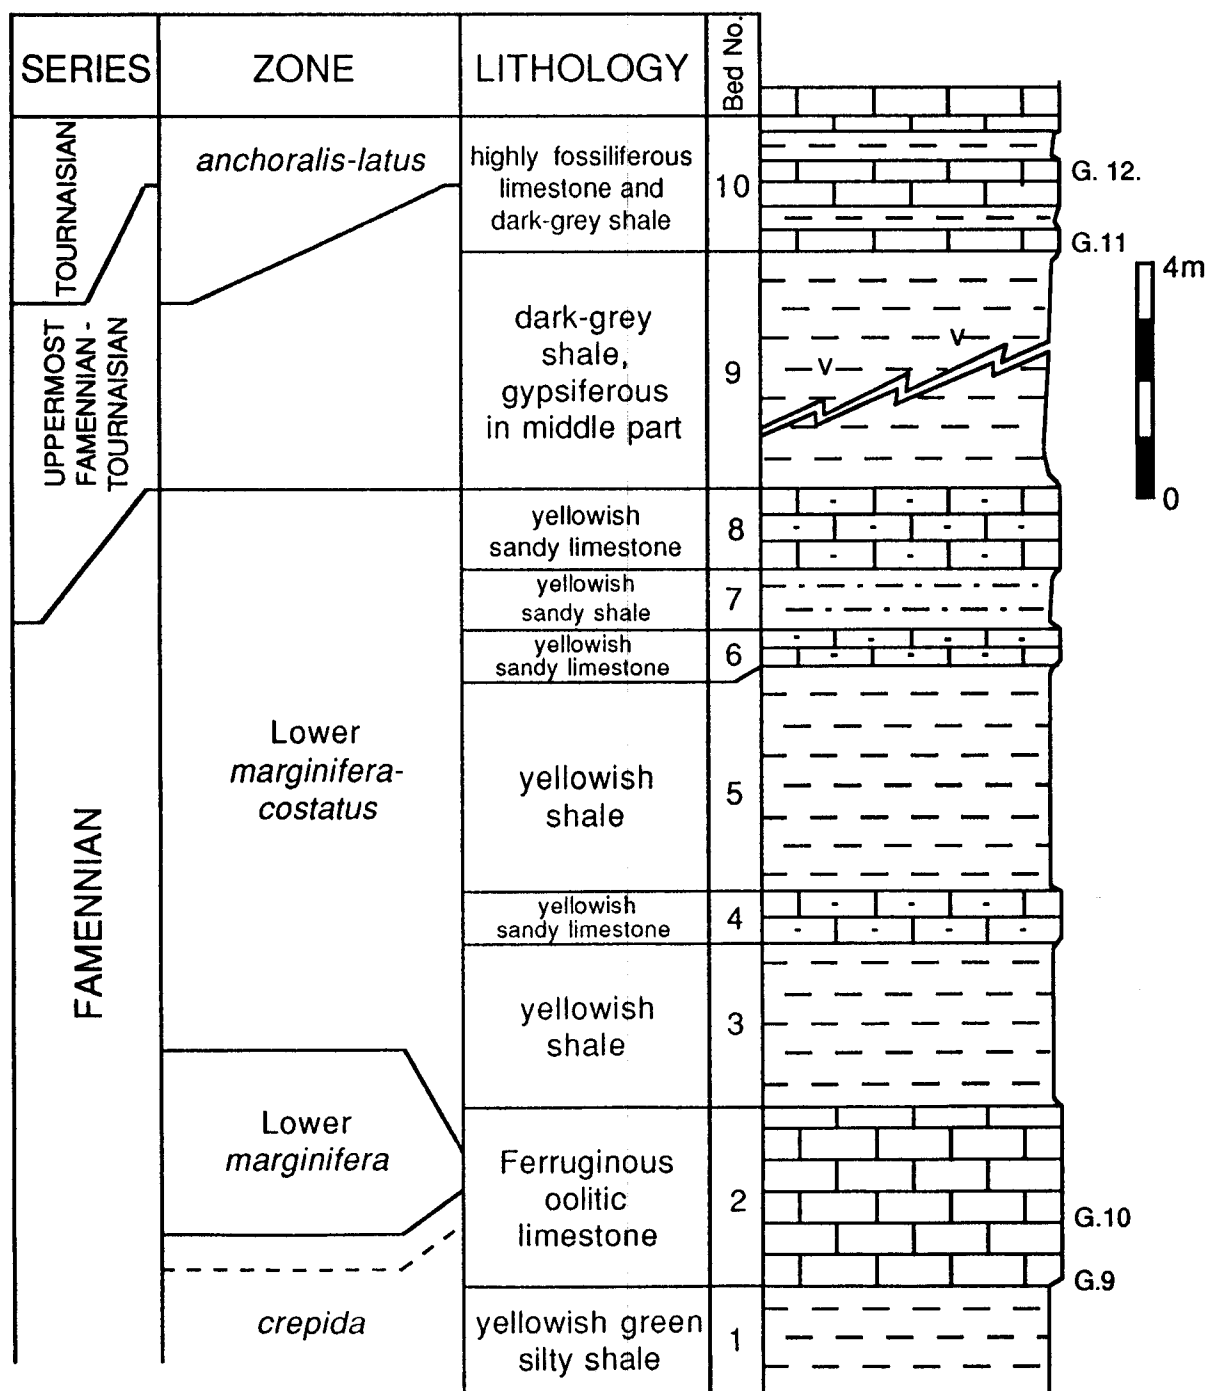 SERIES
ZONE
LITHOLOGY
Bed No.
TOURNAISIAN
anchoralis-latus
highly fossiliferous
limestone and
dark-grey shale
10
G. 12.
G.11
4m
0
UPPERMOST
FAMENNIAN -
TOURNAISIAN
dark-grey
shale,
gypsiferous
in middle part
9
v
v
yellowish
sandy limestone
8
yellowish
sandy shale
7
yellowish
sandy limestone
6
FAMENNIAN
Lower
marginifera-
costatus
yellowish
shale
5
yellowish
sandy limestone
4
yellowish
shale
3
Lower
marginifera
Ferruginous
oolitic
limestone
2
G.10
G.9
crepida
yellowish green
silty shale
1